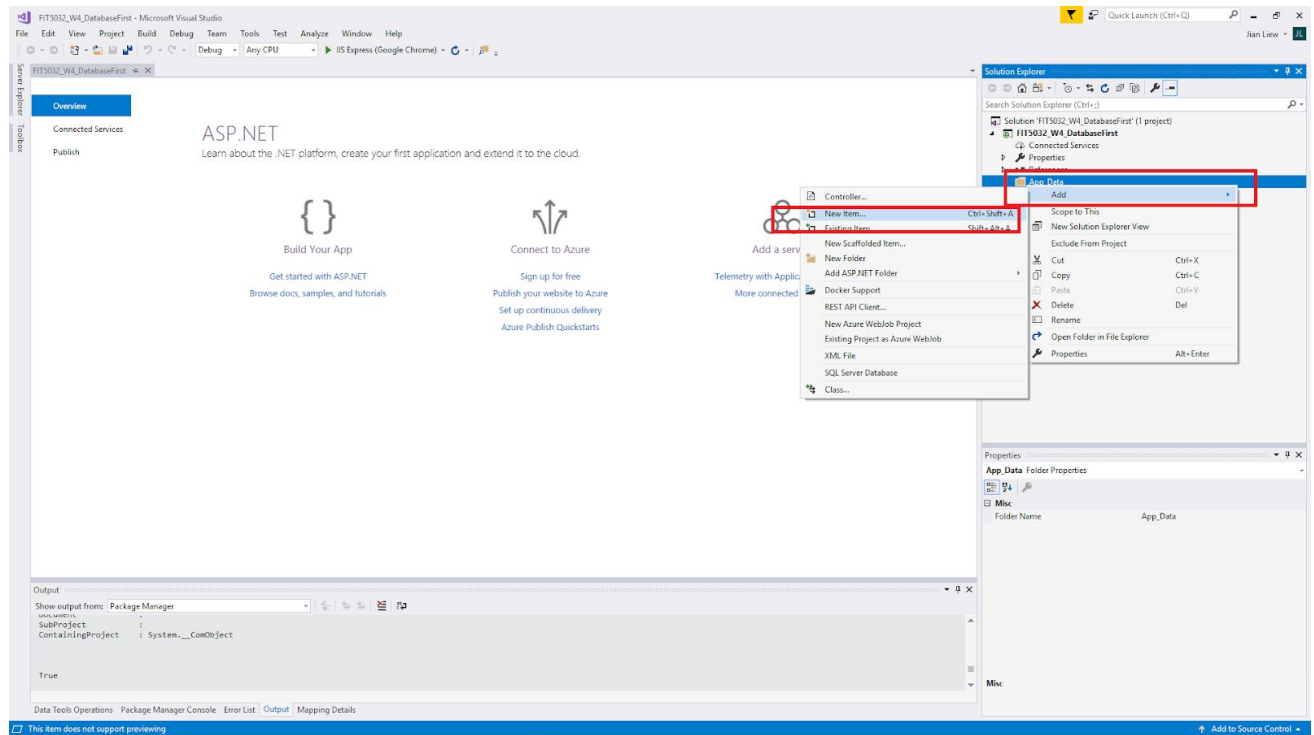 FIT5032_W4_DatabaseFirst - Microsoft Visual Studio
Quick Launch (Ctrl+Q)
File Edit View Project Build Debug Team Tools Test Analyze Window Help
Jian Liew JL
Debug Any CPU IIS Express (Google Chrome)
Server Explorer
Toolbox
FIT5032_W4_DatabaseFirst
Overview
Connected Services
Publish
ASP.NET
Learn about the .NET platform, create your first application and extend it to the cloud.
Build Your App
Get started with ASP.NET
Browse docs, samples, and tutorials
Connect to Azure
Sign up for free
Publish your website to Azure
Set up continuous delivery
Azure Publish Quickstarts
Add a serv
Telemetry with Applic
More connected
Controller...
New Item... Ctrl+Shift+A
Existing Item... Shift+Alt+A
New Scaffolded Item...
New Folder
Add ASP.NET Folder
Docker Support
REST API Client...
New Azure WebJob Project
Existing Project as Azure WebJob
XML File
SQL Server Database
Class...
Solution Explorer
Search Solution Explorer (Ctrl+;)
Solution 'FIT5032_W4_DatabaseFirst' (1 project)
FIT5032_W4_DatabaseFirst
Connected Services
Properties
References
App_Data
Add
Scope to This
New Solution Explorer View
Exclude From Project
Cut Ctrl+X
Copy Ctrl+C
Paste Ctrl+V
Delete Del
Rename
Open Folder in File Explorer
Properties Alt+Enter
Properties
App_Data Folder Properties
Misc
Folder Name App_Data
Misc
Output
Show output from: Package Manager
Document :
SubProject :
ContainingProject : System.__ComObject
True
Data Tools Operations Package Manager Console Error List Output Mapping Details
This item does not support previewing
Add to Source Control